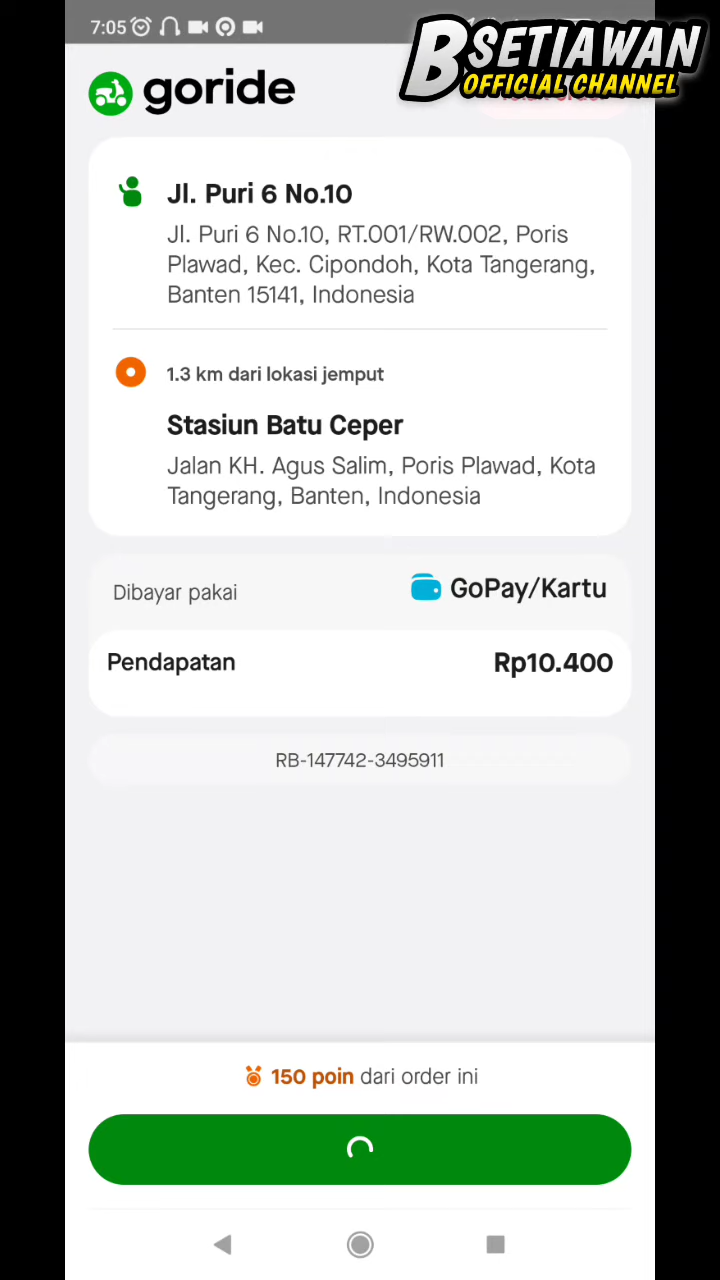 7:05
BSETIAWAN
OFFICIAL CHANNEL
goride
Jl. Puri 6 No.10
Jl. Puri 6 No.10, RT.001/RW.002, Poris
Plawad, Kec. Cipondoh, Kota Tangerang,
Banten 15141, Indonesia
1.3 km dari lokasi jemput
Stasiun Batu Ceper
Jalan KH. Agus Salim, Poris Plawad, Kota
Tangerang, Banten, Indonesia
Dibayar pakai
GoPay/Kartu
Pendapatan
Rp10.400
RB-147742-3495911
150 poin dari order ini